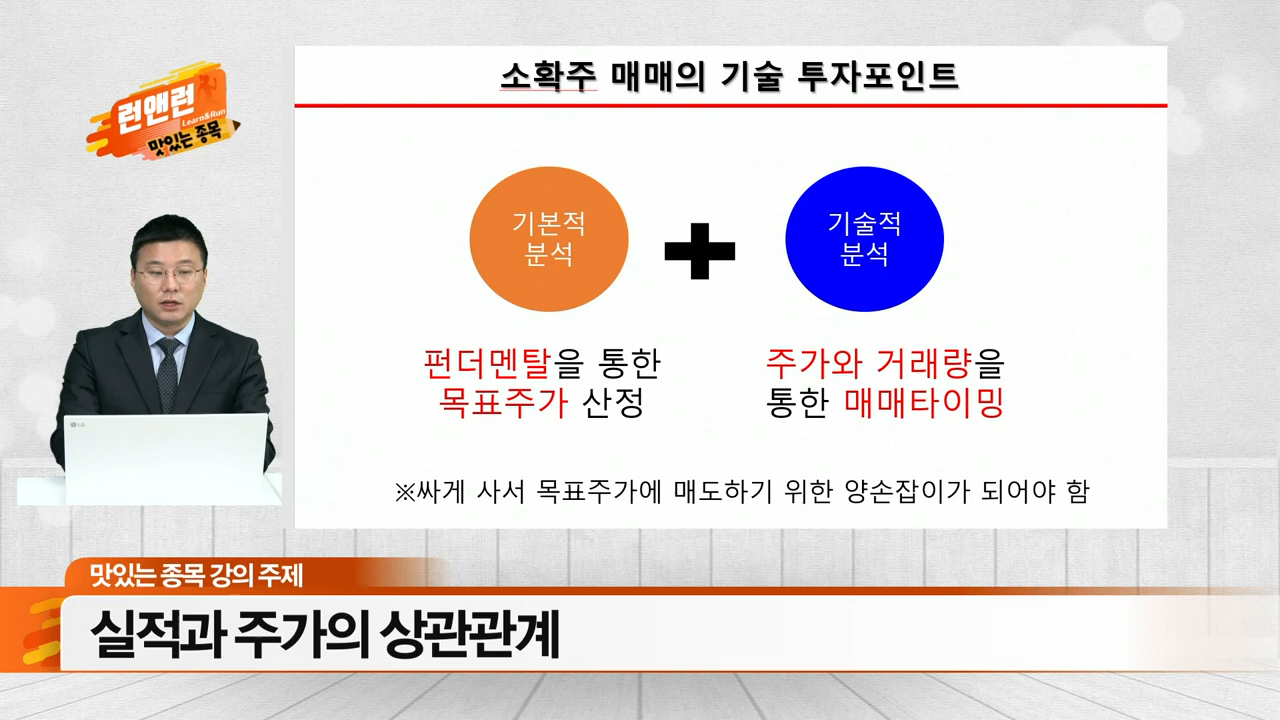 소확주 매매의 기술 투자포인트
런앤런
Learn&Run
맛있는 종목
기본적
분석
기술적
분석
펀더멘탈을 통한
목표주가 산정
주가와 거래량을
통한 매매타이밍
※싸게 사서 목표주가에 매도하기 위한 양손잡이가 되어야 함
LG
맛있는 종목 강의 주제
실적과 주가의 상관관계